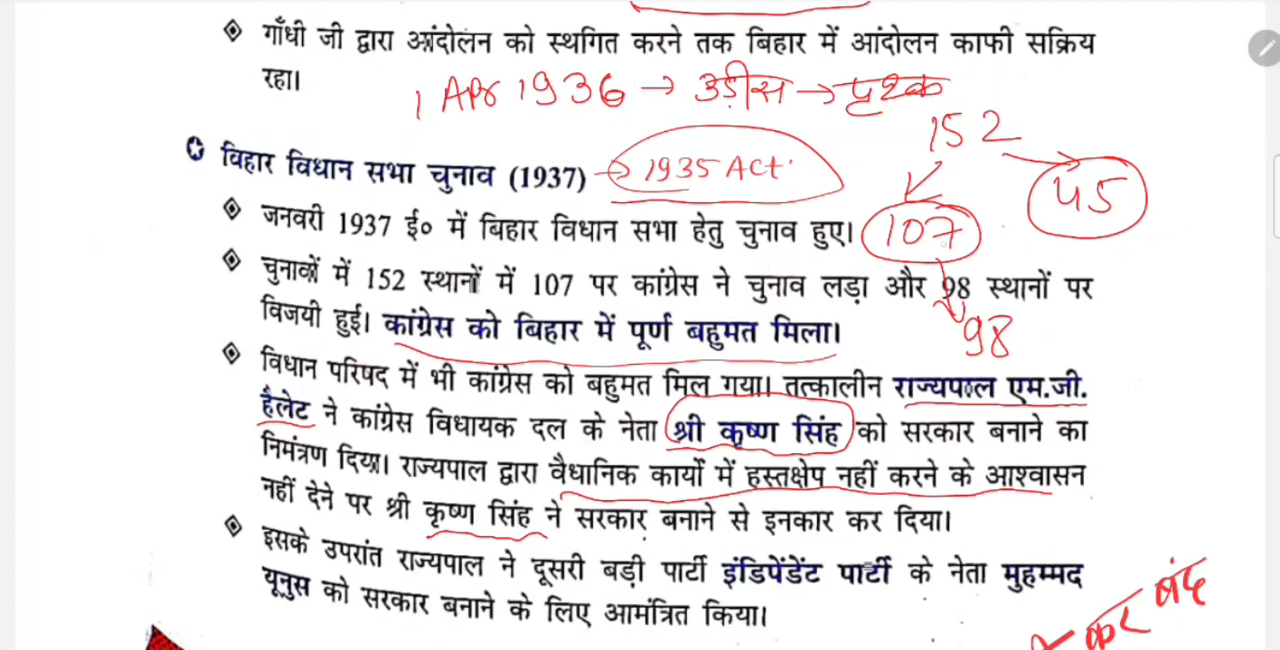 गाँधी जी द्वारा आंदोलन को स्थगित करने तक बिहार में आंदोलन काफी सक्रिय
रहा।
1 Apr 1936 → उड़ीस → पृथक
152
बिहार विधान सभा चुनाव (1937) → 1935 Act.
45
जनवरी 1937 ई० में बिहार विधान सभा हेतु चुनाव हुए। 107
चुनावों में 152 स्थानों में 107 पर कांग्रेस ने चुनाव लड़ा और 98 स्थानों पर
विजयी हुई। कांग्रेस को बिहार में पूर्ण बहुमत मिला। 98
विधान परिषद में भी कांग्रेस को बहुमत मिल गया। तत्कालीन राज्यपाल एम.जी.
हैलेट ने कांग्रेस विधायक दल के नेता श्री कृष्ण सिंह को सरकार बनाने का
निमंत्रण दिया। राज्यपाल द्वारा वैधानिक कार्यो में हस्तक्षेप नहीं करने के आश्वासन
नहीं देने पर श्री कृष्ण सिंह ने सरकार बनाने से इनकार कर दिया।
इसके उपरांत राज्यपाल ने दूसरी बड़ी पार्टी इंडिपेंडेंट पार्टी के नेता मुहम्मद
यूनुस को सरकार बनाने के लिए आमंत्रित किया।
कर बंद